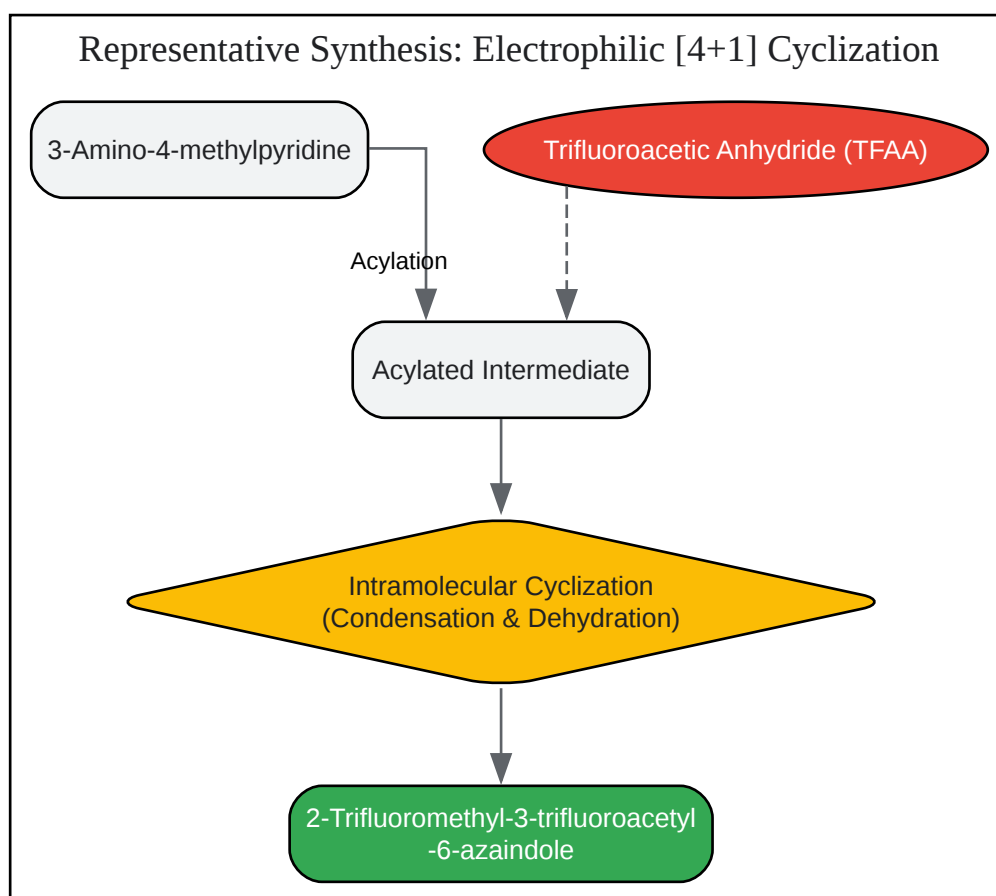 Representative Synthesis: Electrophilic [4+1] Cyclization
3-Amino-4-methylpyridine
Trifluoroacetic Anhydride (TFAA)
Acylation
Acylated Intermediate
Intramolecular Cyclization
(Condensation & Dehydration)
2-Trifluoromethyl-3-trifluoroacetyl
-6-azaindole